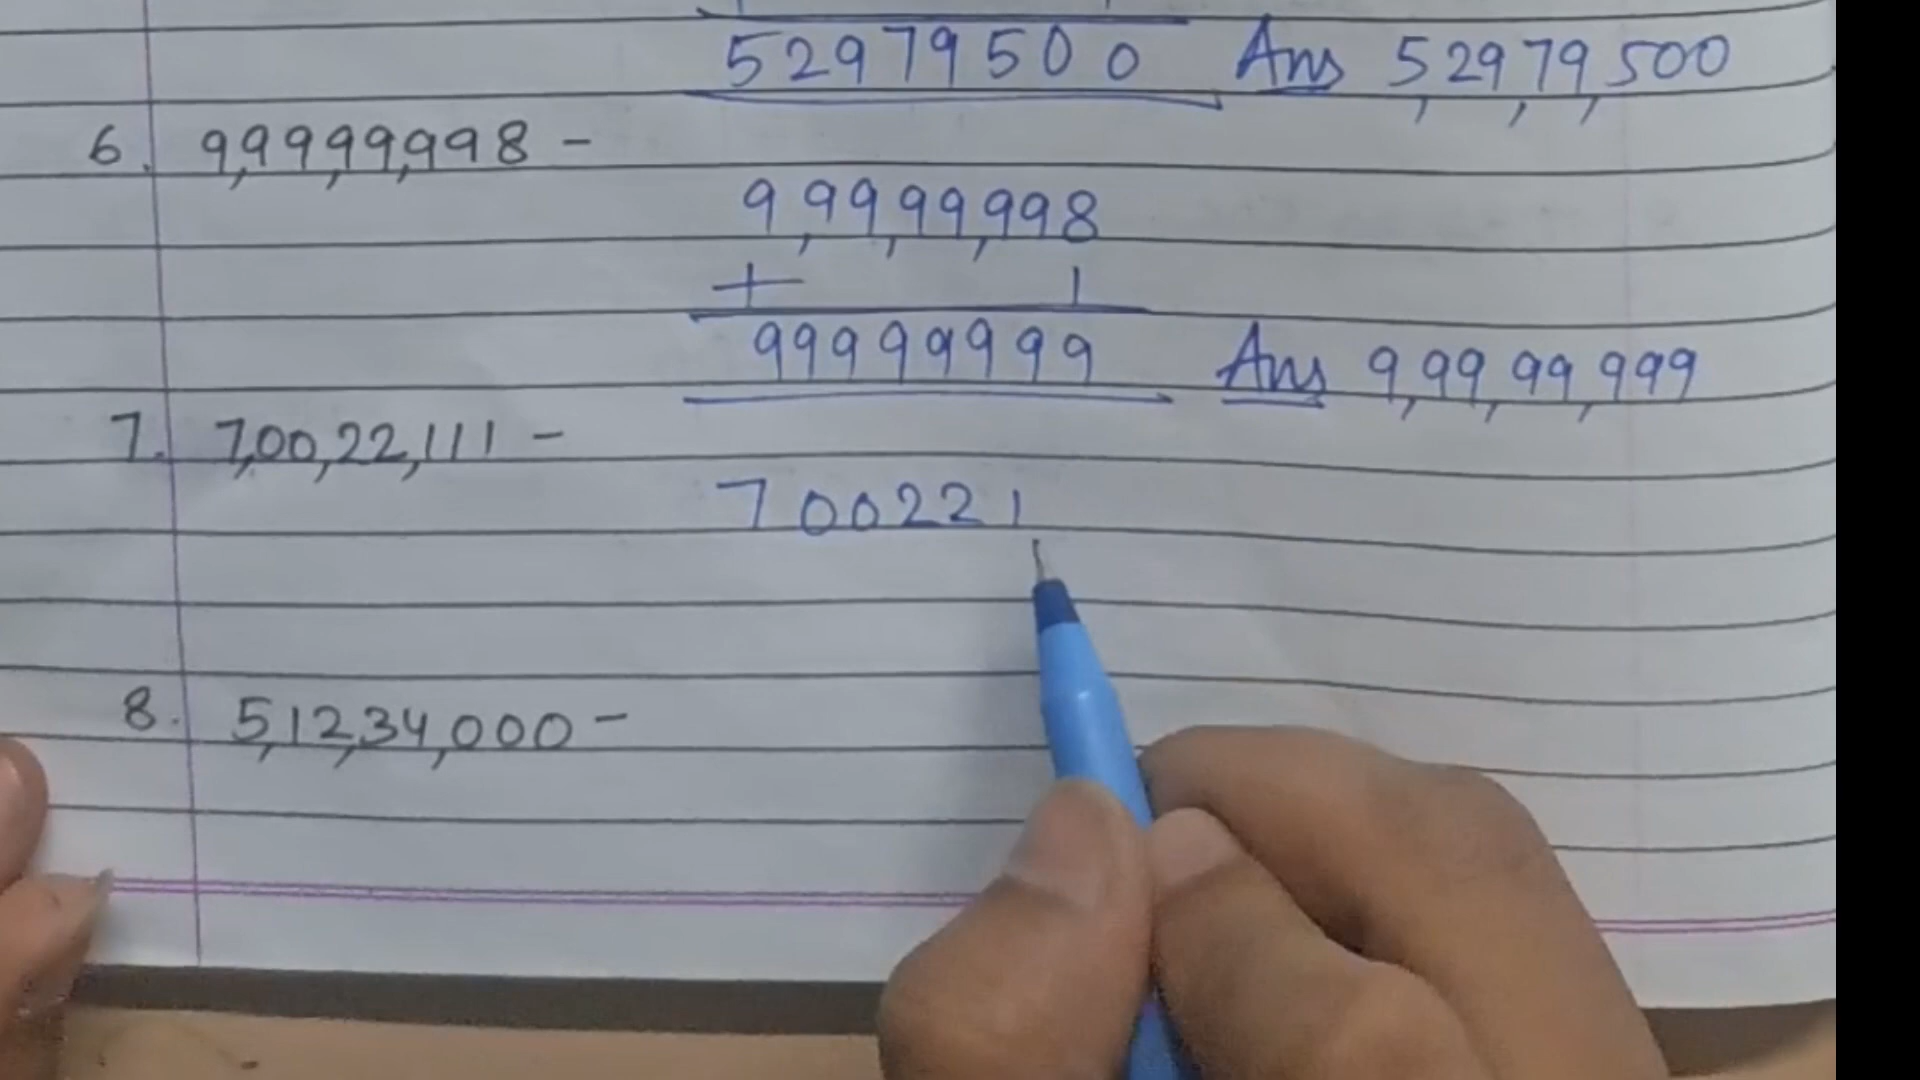 52979500 Ans 5,29,79,500
6. 9,99,99,998 -
9,99,99,998
+ 1
99999999 Ans 9,99,99,999
7. 7,00,22,111 -
700221
8. 5,12,34,000 -